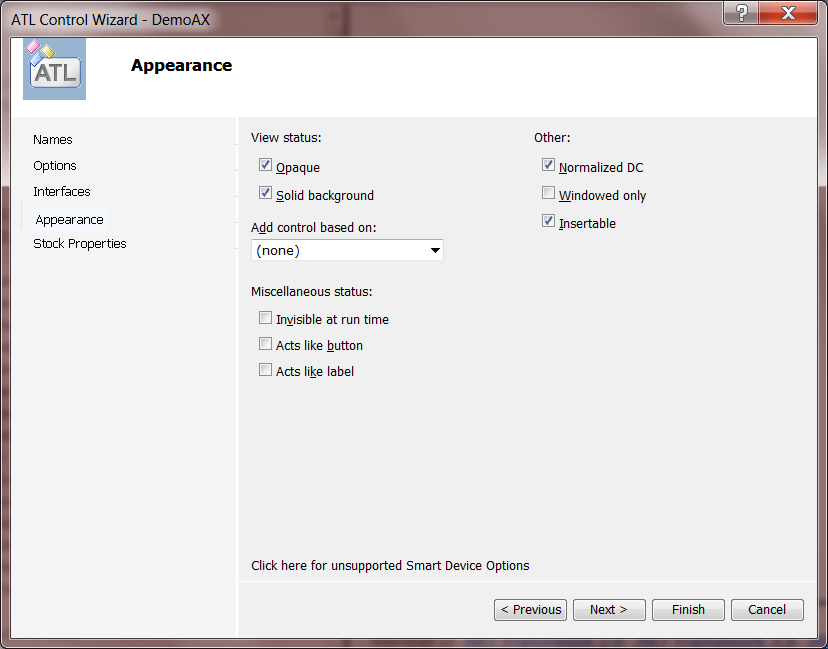 ATL Control Wizard - DemoAX
ATL
Appearance
Names
Options
Interfaces
Appearance
Stock Properties
View status:
Opaque
Solid background
Add control based on:
(none)
Miscellaneous status:
Invisible at run time
Acts like button
Acts like label
Other:
Normalized DC
Windowed only
Insertable
Click here for unsupported Smart Device Options
< Previous
Next >
Finish
Cancel